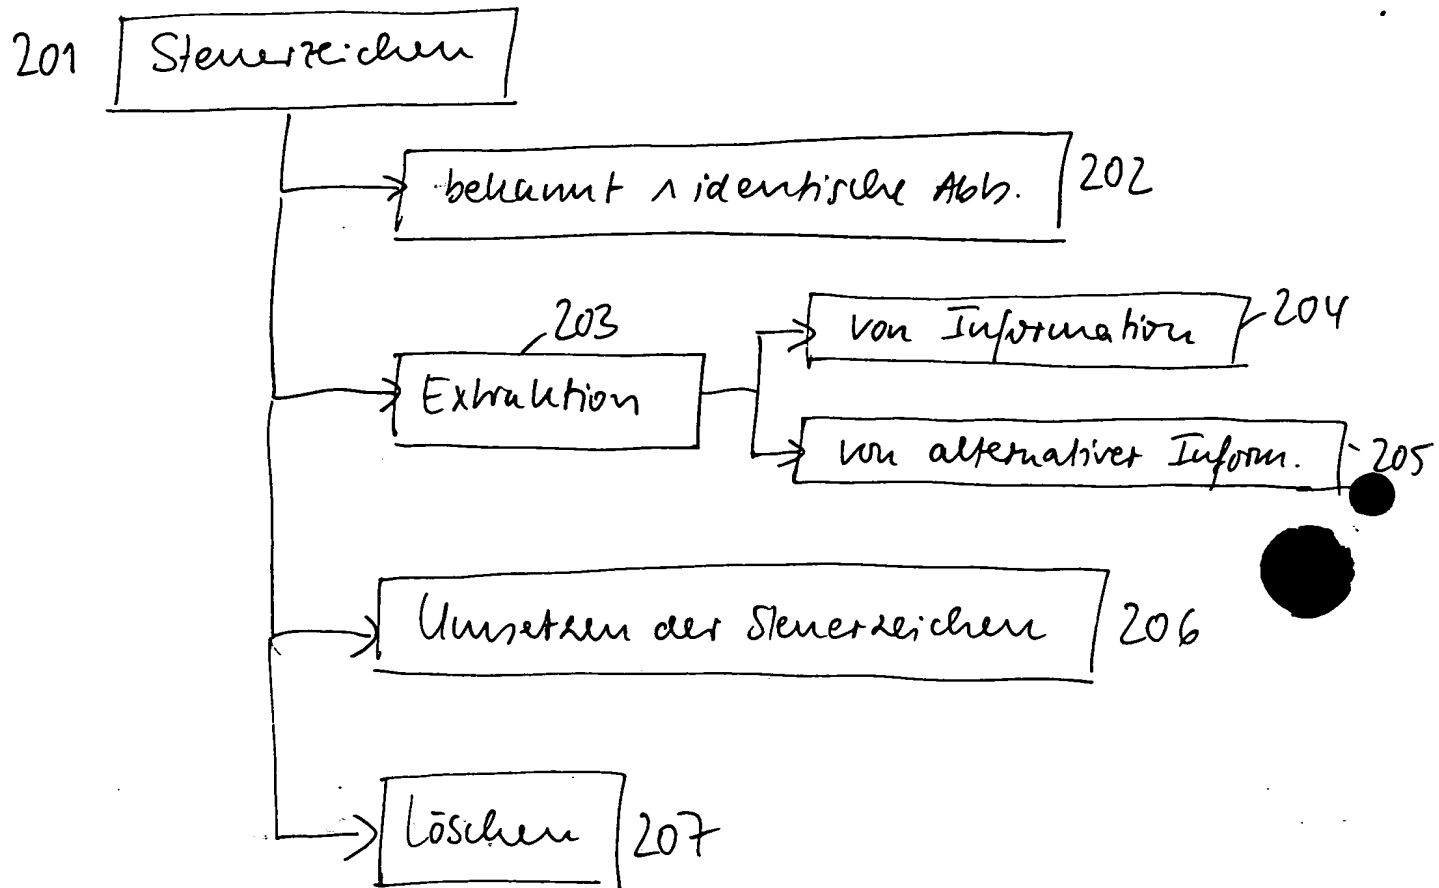 201 Steuerzeichen
bekannt ∧ identische Abb. 202
203
Extraktion
von Information 204
von alternativer Inform. 205
Umsetzen der Steuerzeichen 206
Löschen 207